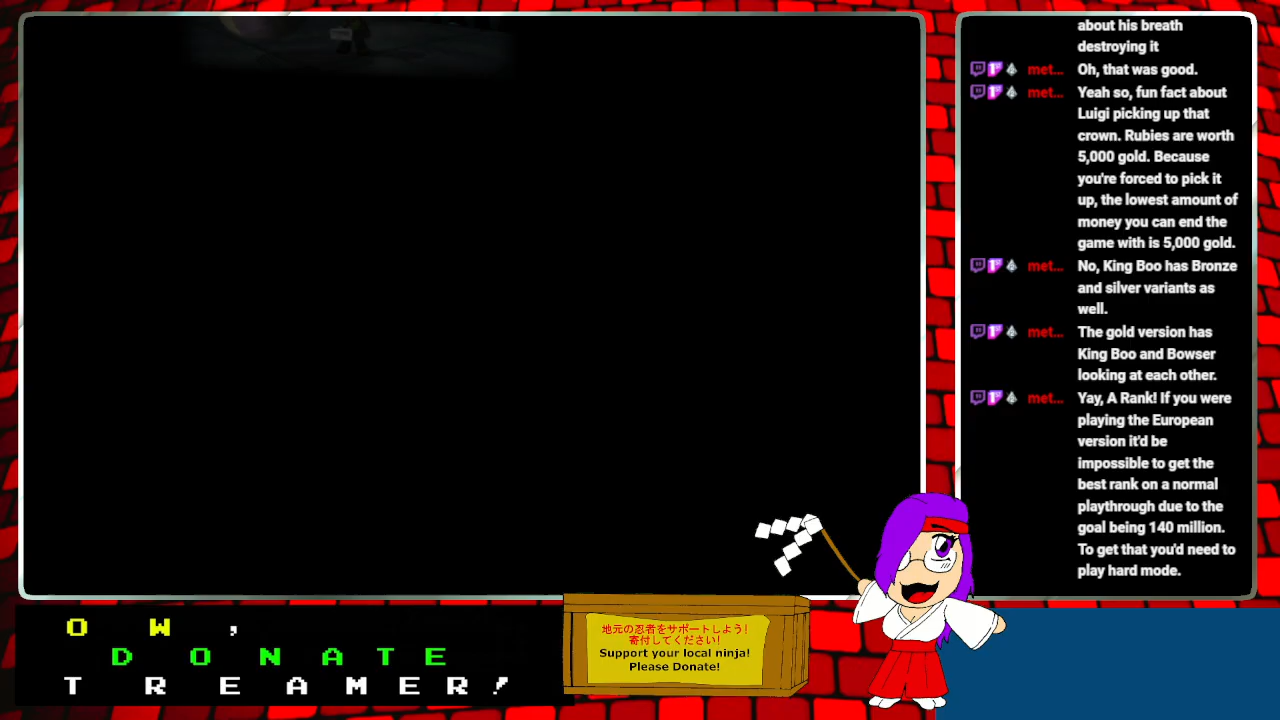 about his breath
destroying it
met... Oh, that was good.
met... Yeah so, fun fact about
Luigi picking up that
crown. Rubies are worth
5,000 gold. Because
you're forced to pick it
up, the lowest amount of
money you can end the
game with is 5,000 gold.
met... No, King Boo has Bronze
and silver variants as
well.
met... The gold version has
King Boo and Bowser
looking at each other.
met... Yay, A Rank! If you were
playing the European
version it'd be
impossible to get the
best rank on a normal
playthrough due to the
goal being 140 million.
To get that you'd need to
play hard mode.
O W ,
D O N A T E
T R E A M E R !
地元の忍者をサポートしよう!
寄付してください!
Support your local ninja!
Please Donate!